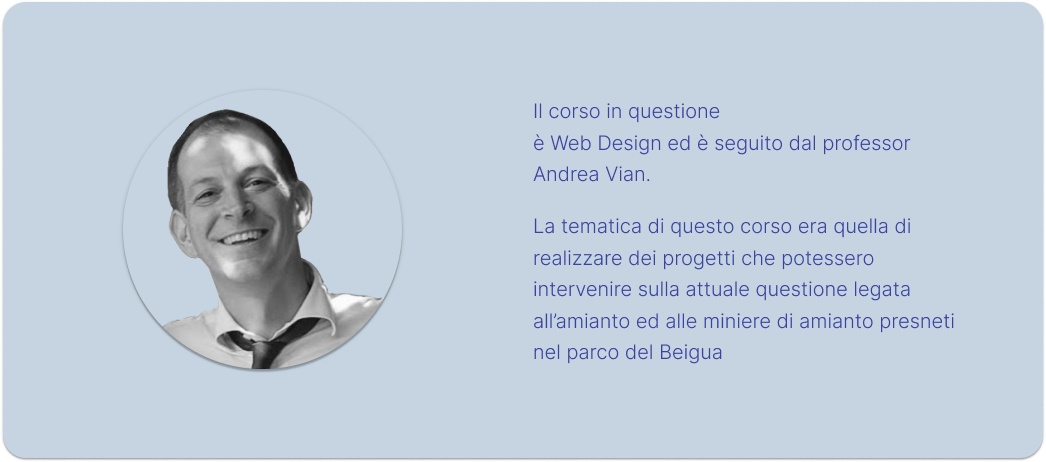 Il corso in questione
è Web Design ed è seguito dal professor
Andrea Vian.
La tematica di questo corso era quella di
realizzare dei progetti che potessero
intervenire sulla attuale questione legata
all’amianto ed alle miniere di amianto presneti
nel parco del Beigua